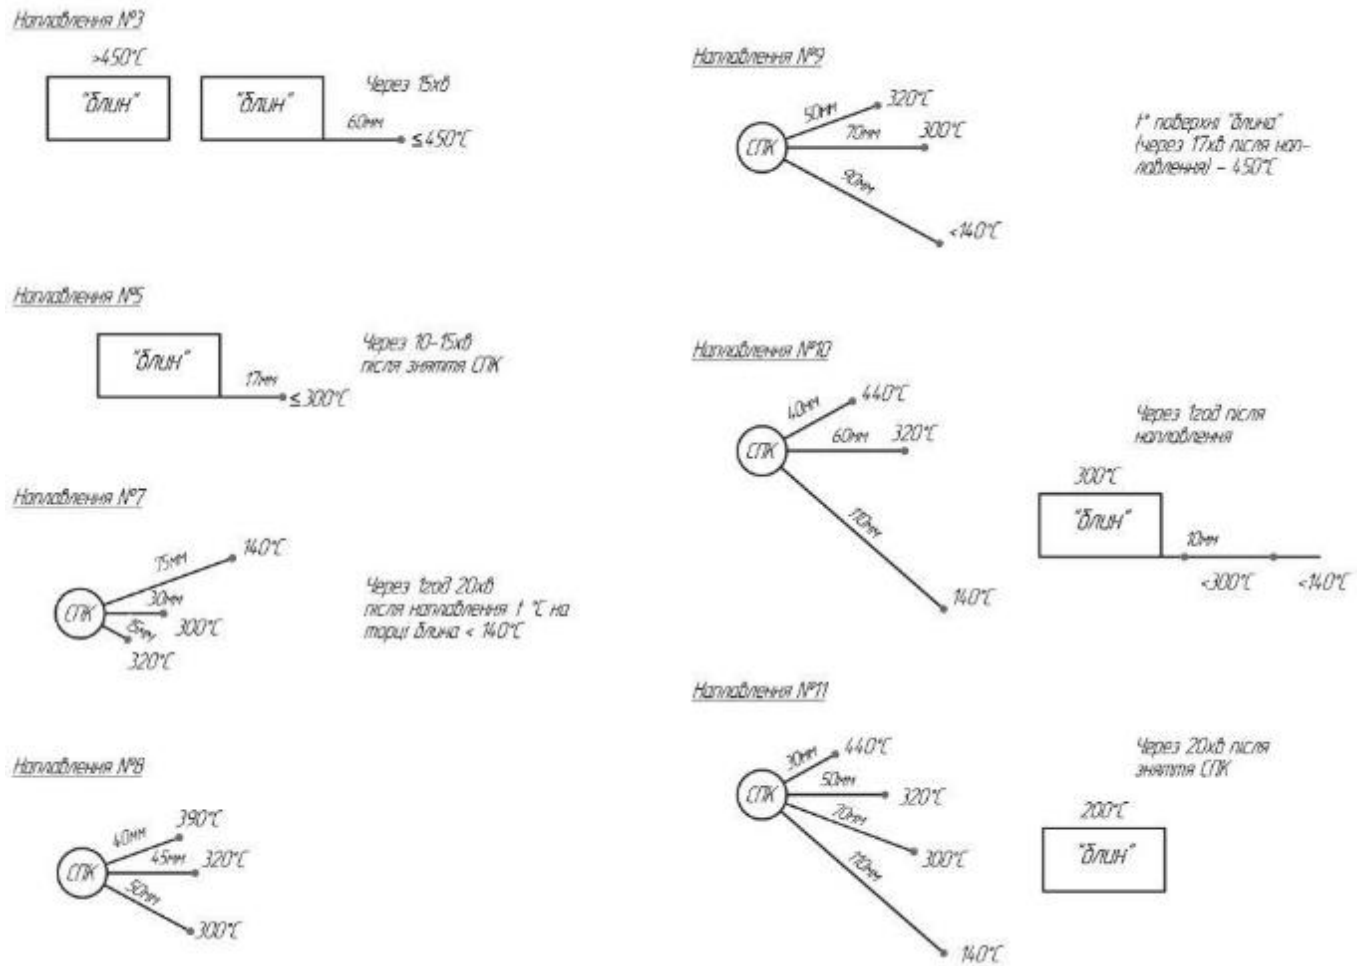 Наплавлення №3
>450°C
"блин"
"блин"
Через 15хв
60мм
≤450°C
Наплавлення №5
"блин"
17мм
≤300°C
Через 10-15хв
після зняття СПК
Наплавлення №7
СПК
75мм
140°C
30мм
300°C
25мм
320°C
Через 1год 20хв
після наплавлення t °C на
торці блина < 140°C
Наплавлення №8
СПК
40мм
390°C
45мм
320°C
50мм
300°C
Наплавлення №9
СПК
50мм
320°C
70мм
300°C
90мм
<140°C
t° поверхні "блина"
(через 17хв після нап-
лавлення) - 450°C
Наплавлення №10
СПК
40мм
440°C
60мм
320°C
110мм
140°C
Через 1год після
наплавлення
300°C
"блин"
10мм
<300°C
<140°C
Наплавлення №11
СПК
30мм
440°C
50мм
320°C
70мм
300°C
110мм
140°C
Через 20хв після
зняття СПК
200°C
"блин"